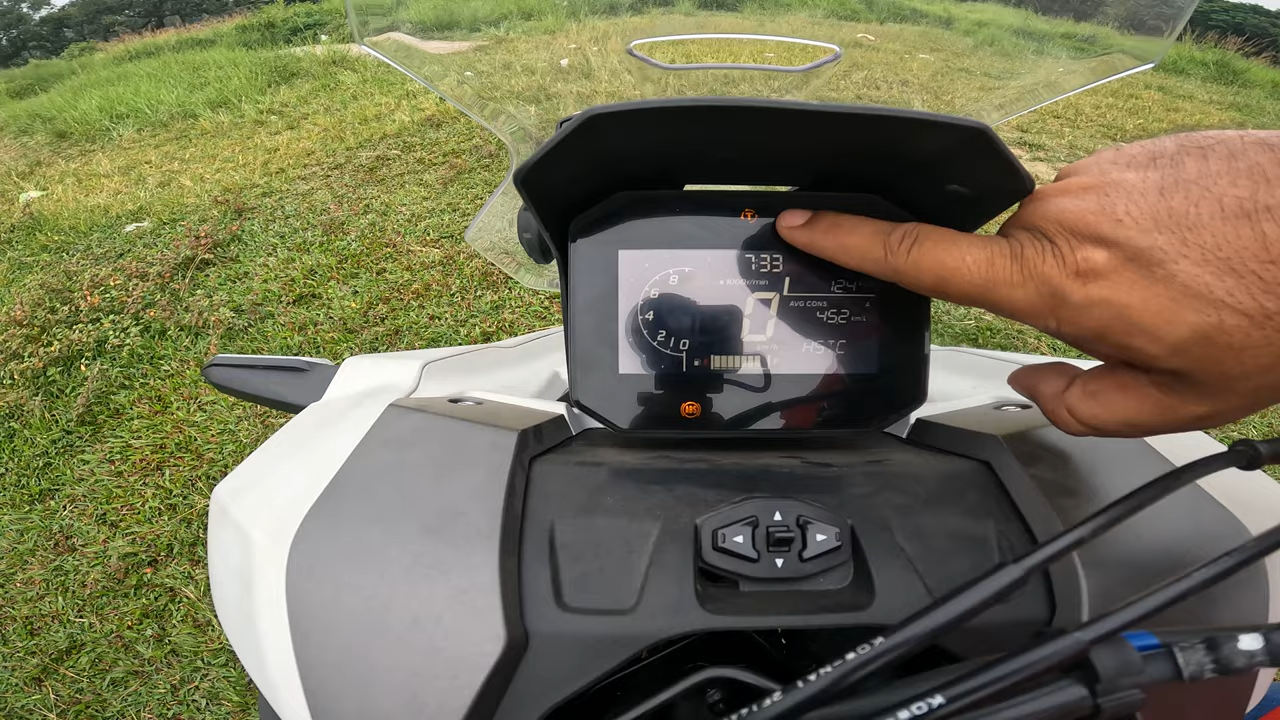 T
7:33
8
x1000r/min
124
6
AVG CONS
A
4
45.2 km/L
0
2
1
0
km/h
HSTC
F
ABS